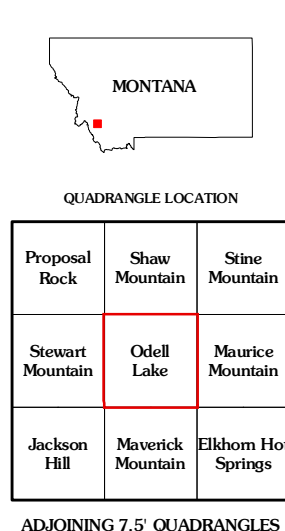 MONTANA
QUADRANGLE LOCATION
Proposal Shaw Stine
Rock Mountain Mountain
Stewart Odell Maurice
Mountain Lake Mountain
Jackson Maverick Elkhorn Hot
Hill Mountain Springs
ADJOINING 7.5' QUADRANGLES